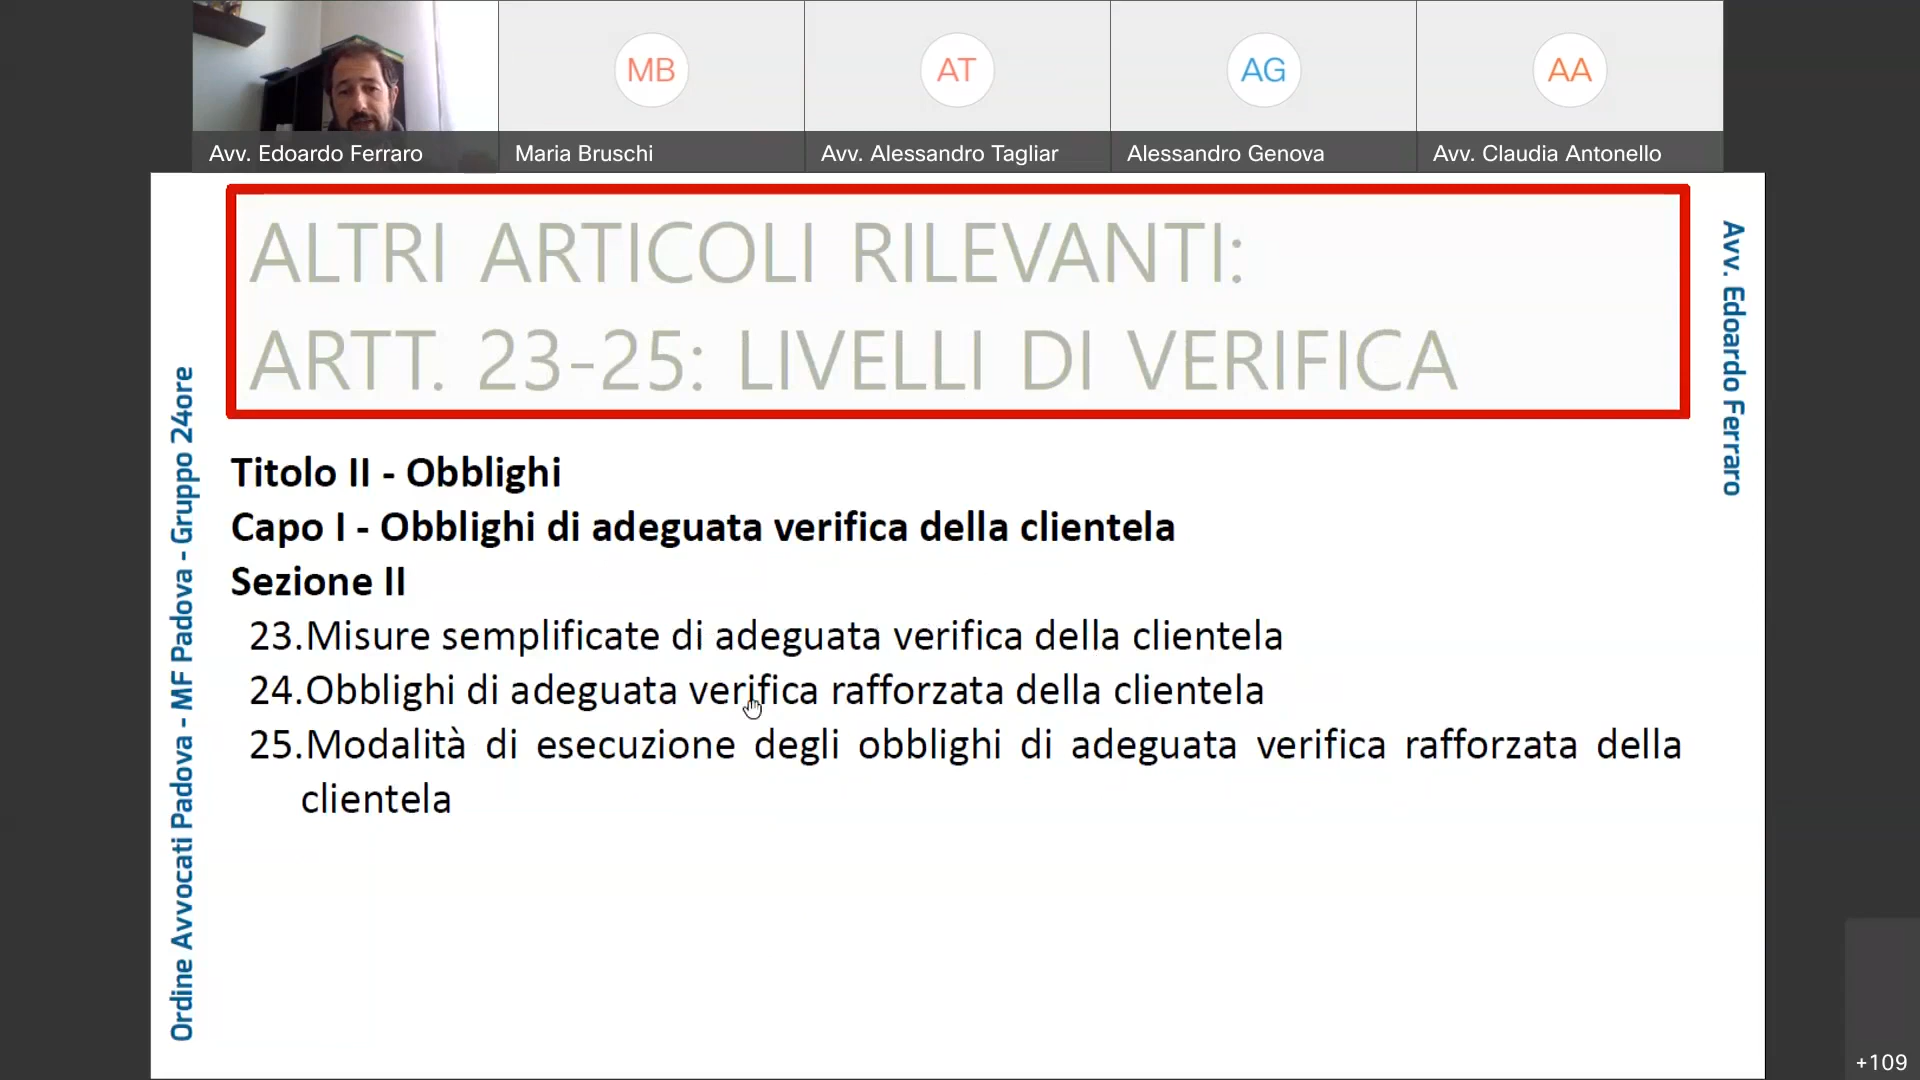 MB
AT
AG
AA
Avv. Edoardo Ferraro
Maria Bruschi
Avv. Alessandro Tagliar
Alessandro Genova
Avv. Claudia Antonello
ALTRI ARTICOLI RILEVANTI:
ARTT. 23-25: LIVELLI DI VERIFICA
Titolo II - Obblighi
Capo I - Obblighi di adeguata verifica della clientela
Sezione II
23.Misure semplificate di adeguata verifica della clientela
24.Obblighi di adeguata verifica rafforzata della clientela
25.Modalità di esecuzione degli obblighi di adeguata verifica rafforzata della
clientela
Ordine Avvocati Padova - MF Padova - Gruppo 24ore
Avv. Edoardo Ferraro
+109